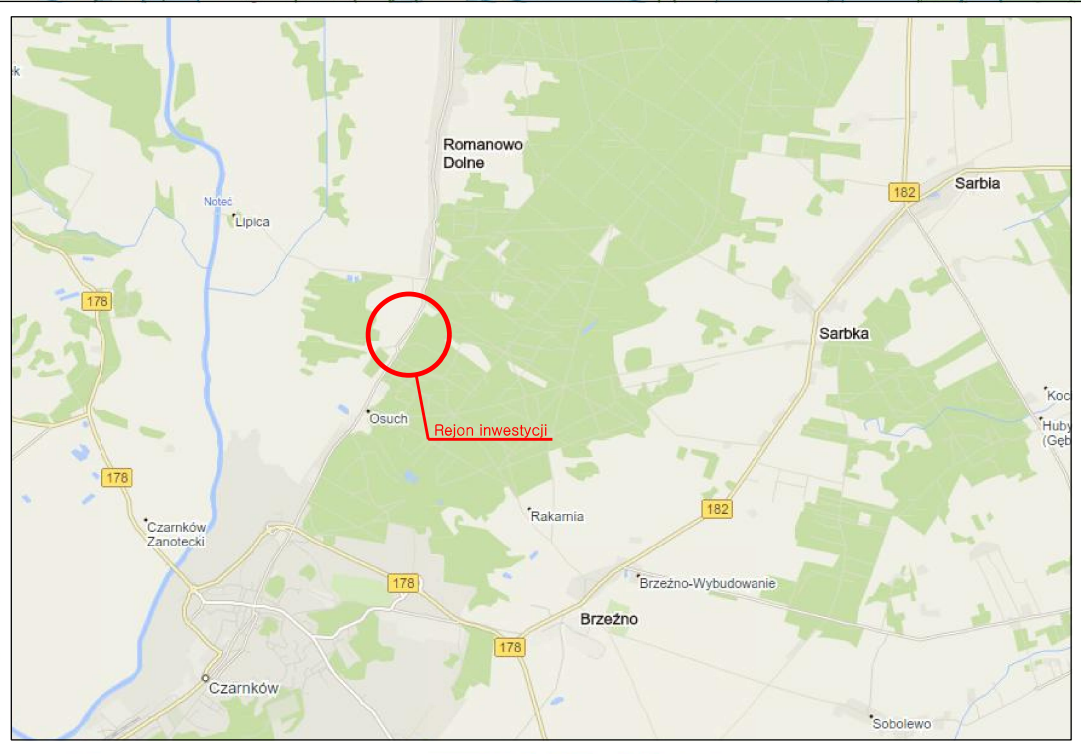 Romanowo
Dolne
182
Sarbia
Noteć
Lipica
178
Sarbka
Osuch
Rejon inwestycji
Koc
Huby
(Gęb
178
Rakarnia
182
Czarnków
Zanotecki
178
Brzeźno-Wybudowanie
Brzeźno
178
Czarnków
Sobolewo